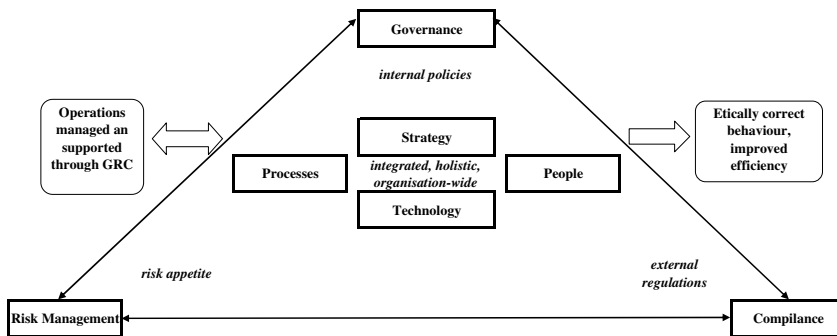 Governance
internal policies
Operations
managed an
supported
through GRC
Etically correct
behaviour,
improved
efficiency
Strategy
Processes
integrated, holistic,
organisation-wide
People
Technology
risk appetite
external
regulations
Risk Management
Compilance